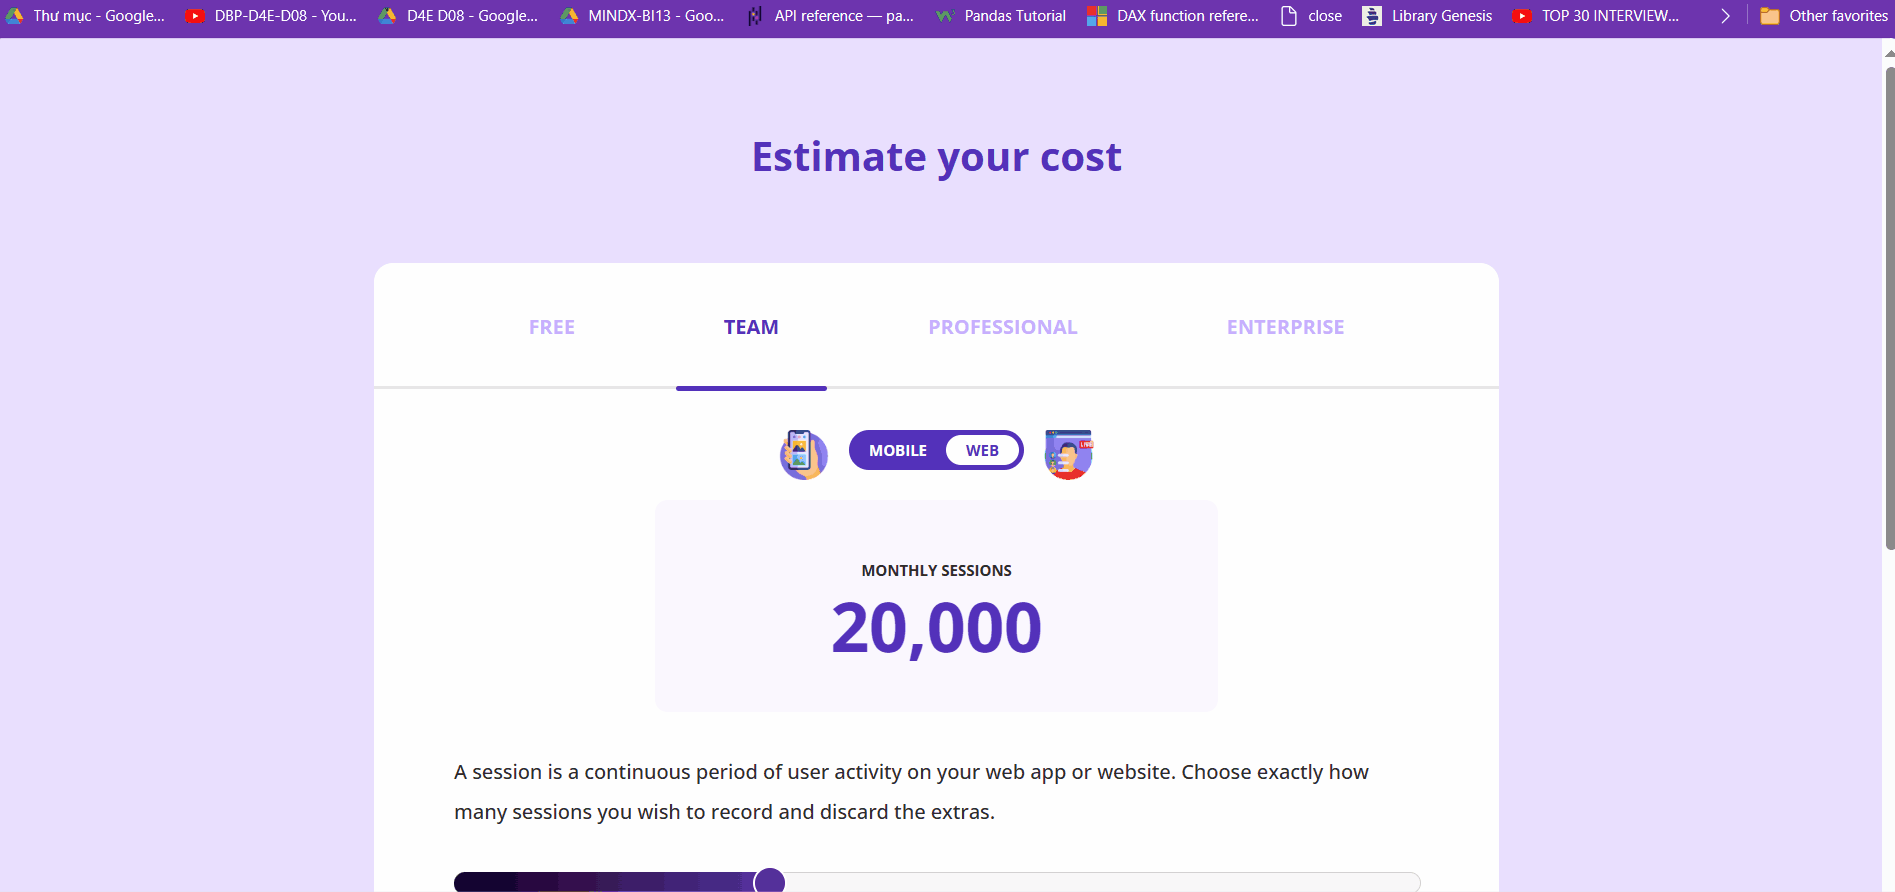 Thư mục - Google... DBP-D4E-D08 - You... D4E D08 - Google... MINDX-BI13 - Goo... API reference — pa... Pandas Tutorial DAX function refere... close Library Genesis TOP 30 INTERVIEW... Other favorites
Estimate your cost
FREE TEAM PROFESSIONAL ENTERPRISE
MOBILE WEB
MONTHLY SESSIONS
20,000
A session is a continuous period of user activity on your web app or website. Choose exactly how
many sessions you wish to record and discard the extras.